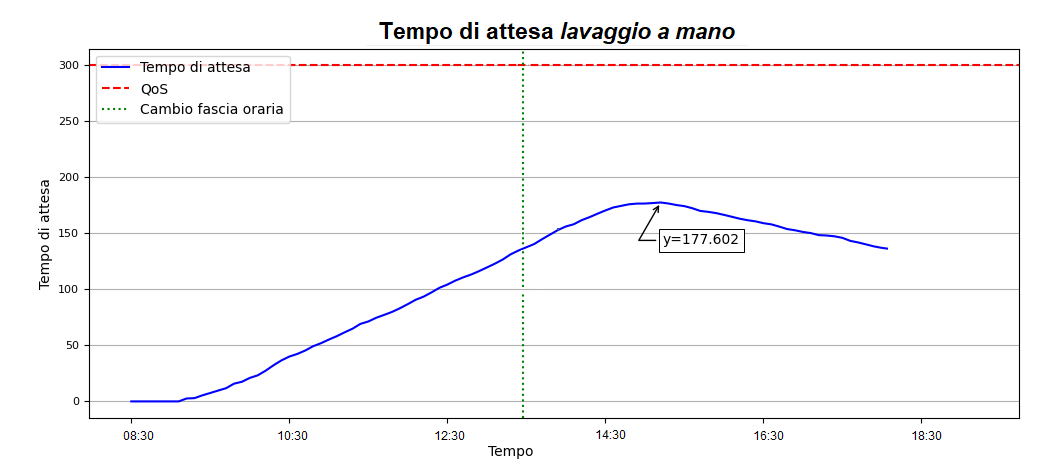 Tempo di attesa lavaggio a mano
300
250
200
150
100
50
0
Tempo di attesa
Tempo di attesa
QoS
Cambio fascia oraria
y=177.602
08:30 10:30 12:30 14:30 16:30 18:30
Tempo